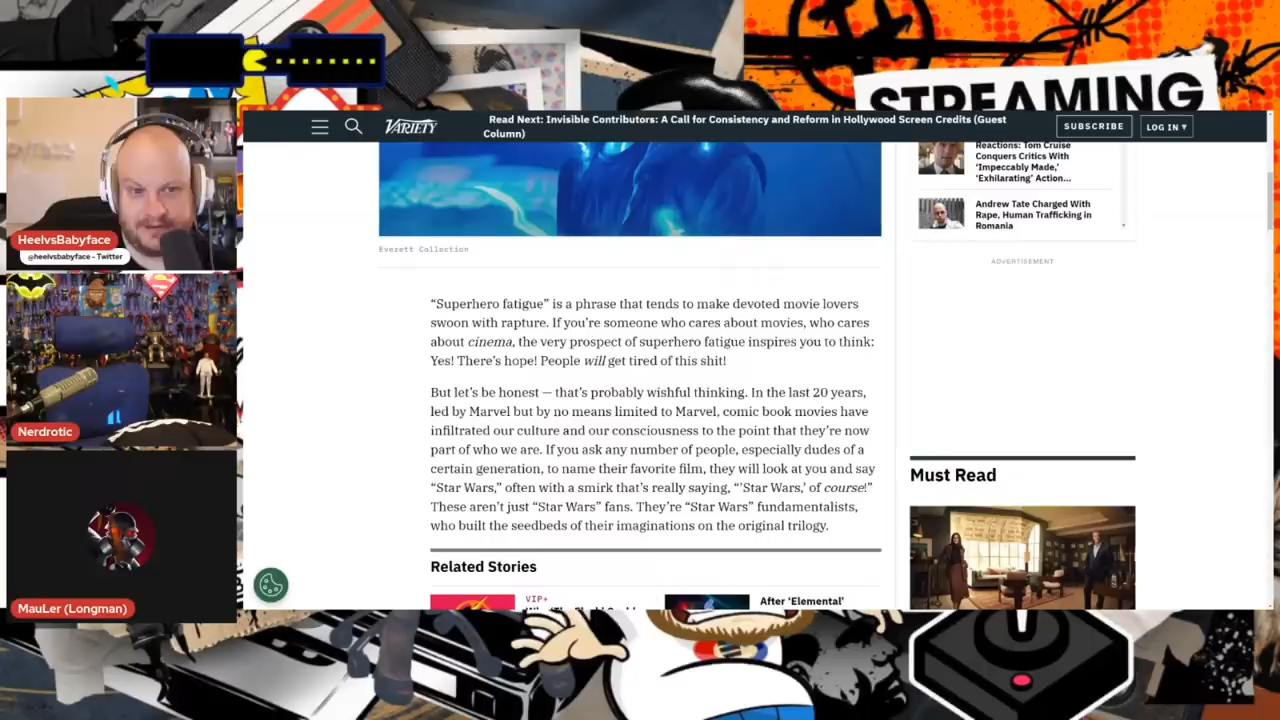 STREAMING
VARIETY
Read Next: Invisible Contributors: A Call for Consistency and Reform in Hollywood Screen Credits (Guest
Column)
SUBSCRIBE
LOG IN ▾
HeelvsBabyface
@heelvsbabyface - Twitter
Nerdrotic
MauLer (Longman)
Everett Collection
“Superhero fatigue” is a phrase that tends to make devoted movie lovers
swoon with rapture. If you’re someone who cares about movies, who cares
about cinema, the very prospect of superhero fatigue inspires you to think:
Yes! There’s hope! People will get tired of this shit!
But let’s be honest — that’s probably wishful thinking. In the last 20 years,
led by Marvel but by no means limited to Marvel, comic book movies have
infiltrated our culture and our consciousness to the point that they’re now
part of who we are. If you ask any number of people, especially dudes of a
certain generation, to name their favorite film, they will look at you and say
“Star Wars,” often with a smirk that’s really saying, “‘Star Wars,’ of course!”
These aren’t just “Star Wars” fans. They’re “Star Wars” fundamentalists,
who built the seedbeds of their imaginations on the original trilogy.
Related Stories
VIP+
After ‘Elemental’
Reactions: Tom Cruise
Conquers Critics With
‘Impeccably Made,’
‘Exhilarating’ Action...
Andrew Tate Charged With
Rape, Human Trafficking in
Romania
ADVERTISEMENT
Must Read